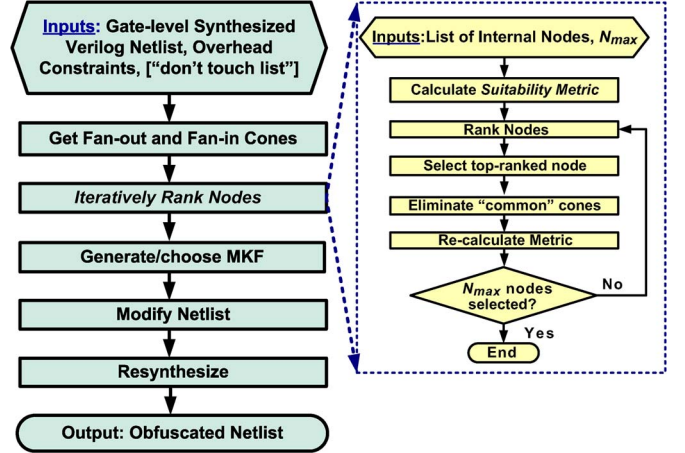 Inputs: Gate-level Synthesized
Verilog Netlist, Overhead
Constraints, ["don't touch list"]
Get Fan-out and Fan-in Cones
Iteratively Rank Nodes
Generate/choose MKF
Modify Netlist
Resynthesize
Output: Obfuscated Netlist
Inputs:List of Internal Nodes, Nmax
Calculate Suitability Metric
Rank Nodes
Select top-ranked node
Eliminate “common” cones
Re-calculate Metric
Nmax nodes
selected?
No
Yes
End